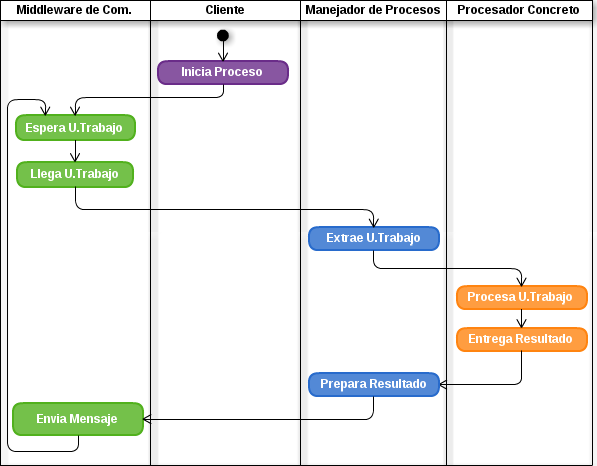 Middleware de Com.
Cliente
Manejador de Procesos
Procesador Concreto
Inicia Proceso
Espera U.Trabajo
Llega U.Trabajo
Extrae U.Trabajo
Procesa U.Trabajo
Entrega Resultado
Prepara Resultado
Envia Mensaje